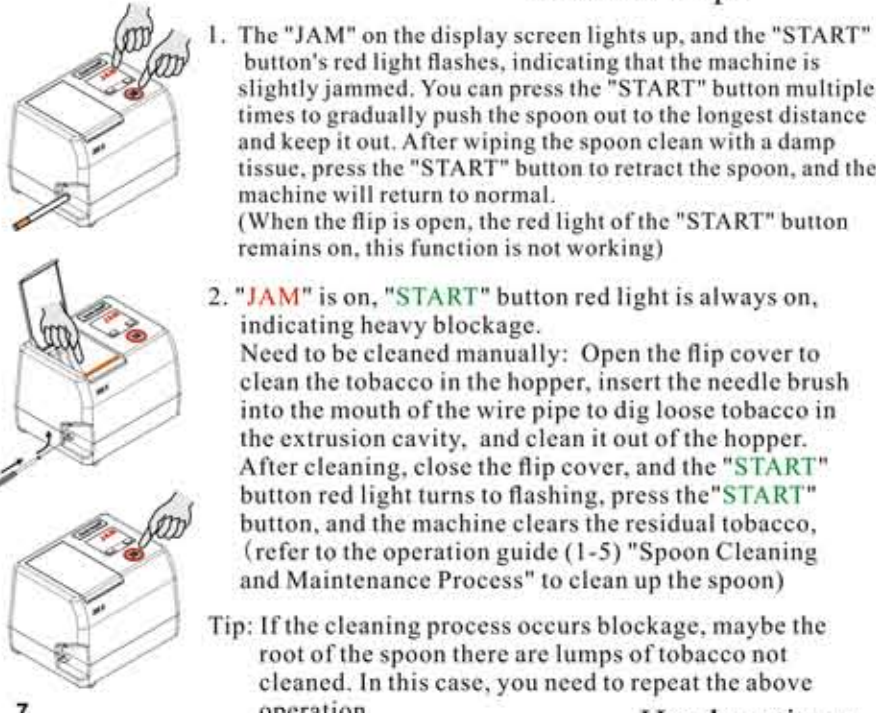 1. The "JAM" on the display screen lights up, and the "START"
button's red light flashes, indicating that the machine is
slightly jammed. You can press the "START" button multiple
times to gradually push the spoon out to the longest distance
and keep it out. After wiping the spoon clean with a damp
tissue, press the "START" button to retract the spoon, and the
machine will return to normal.
(When the flip is open, the red light of the "START" button
remains on, this function is not working)
JAM
2. "JAM" is on, "START" button red light is always on,
indicating heavy blockage.
Need to be cleaned manually: Open the flip cover to
clean the tobacco in the hopper, insert the needle brush
into the mouth of the wire pipe to dig loose tobacco in
the extrusion cavity, and clean it out of the hopper.
After cleaning, close the flip cover, and the "START"
button red light turns to flashing, press the"START"
button, and the machine clears the residual tobacco,
(refer to the operation guide (1-5) "Spoon Cleaning
and Maintenance Process" to clean up the spoon)
JAM
JAM
Tip: If the cleaning process occurs blockage, maybe the
root of the spoon there are lumps of tobacco not
cleaned. In this case, you need to repeat the above
operation
7